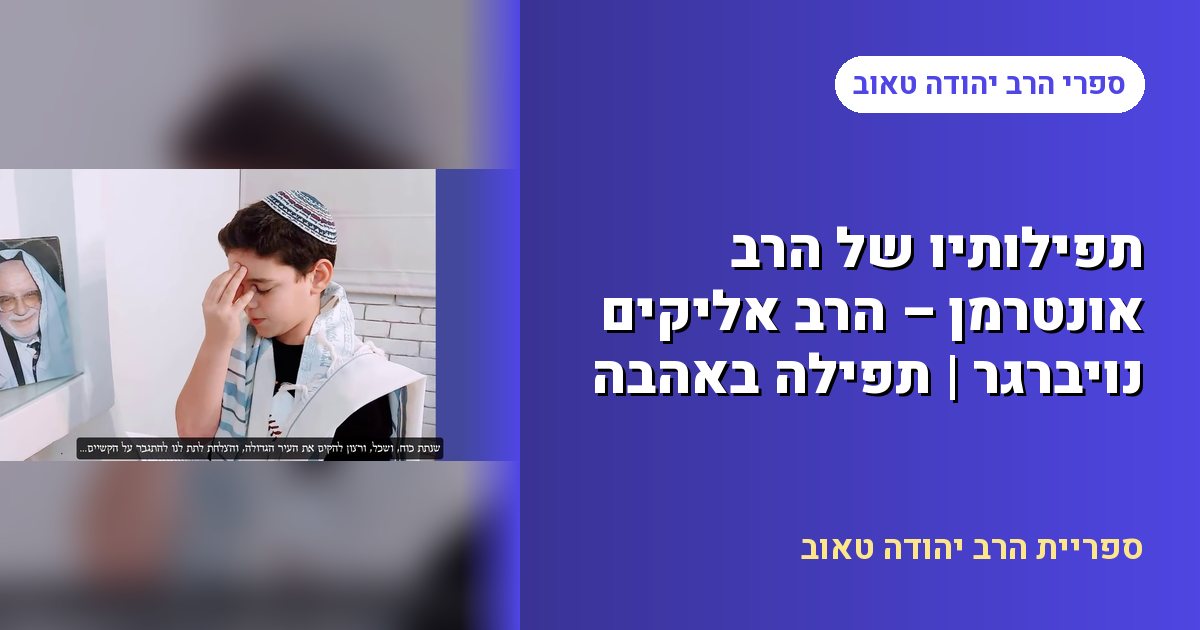 ספרי הרב יהודה טאוב
תפילותיו של הרב
אונטרמן – הרב אליקים
נויברגר | תפילה באהבה
שנתת כוח, ושכל, ורצון להקים את העיר הגדולה, והצלחת לתת לנו להתגבר על הקשיים...
ספריית הרב יהודה טאוב